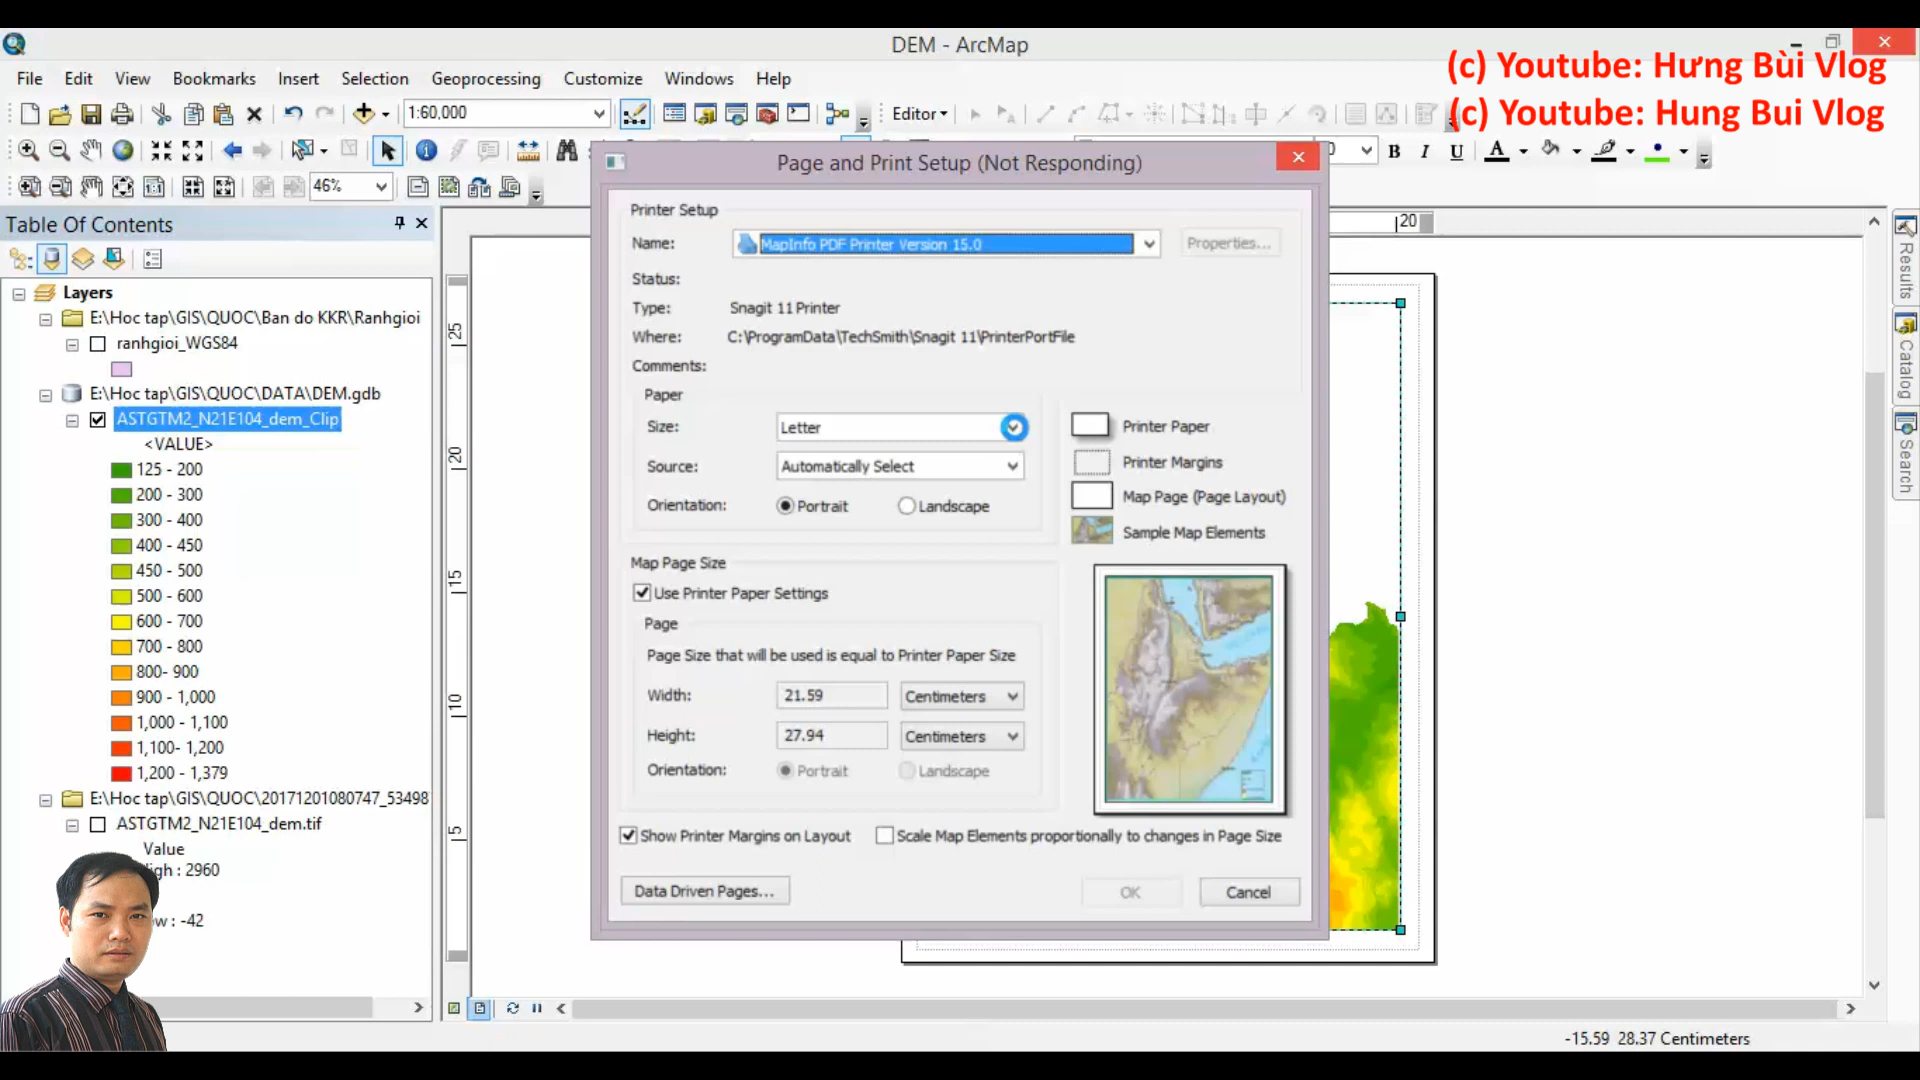 DEM - ArcMap
(c) Youtube: Hưng Bùi Vlog
(c) Youtube: Hung Bui Vlog
File Edit View Bookmarks Insert Selection Geoprocessing Customize Windows Help
1:60,000
Editor
B I U A
46%
Table Of Contents
Layers
E:\Hoc tap\GIS\QUOC\Ban do KKR\Ranhgioi
ranhgioi_WGS84
E:\Hoc tap\GIS\QUOC\DATA\DEM.gdb
ASTGTM2_N21E104_dem_Clip
<VALUE>
125 - 200
200 - 300
300 - 400
400 - 450
450 - 500
500 - 600
600 - 700
700 - 800
800- 900
900 - 1,000
1,000 - 1,100
1,100- 1,200
1,200 - 1,379
E:\Hoc tap\GIS\QUOC\20171201080747_53498
ASTGTM2_N21E104_dem.tif
Value
igh : 2960
ow : -42
25
20
15
10
5
20
Page and Print Setup (Not Responding)
Printer Setup
Name: MapInfo PDF Printer Version 15.0 Properties...
Status:
Type: Snagit 11 Printer
Where: C:\ProgramData\TechSmith\Snagit 11\PrinterPortFile
Comments:
Paper
Size: Letter
Source: Automatically Select
Orientation: Portrait Landscape
Printer Paper
Printer Margins
Map Page (Page Layout)
Sample Map Elements
Map Page Size
Use Printer Paper Settings
Page
Page Size that will be used is equal to Printer Paper Size
Width: 21.59 Centimeters
Height: 27.94 Centimeters
Orientation: Portrait Landscape
Show Printer Margins on Layout Scale Map Elements proportionally to changes in Page Size
Data Driven Pages... OK Cancel
Results
Catalog
Search
-15.59 28.37 Centimeters